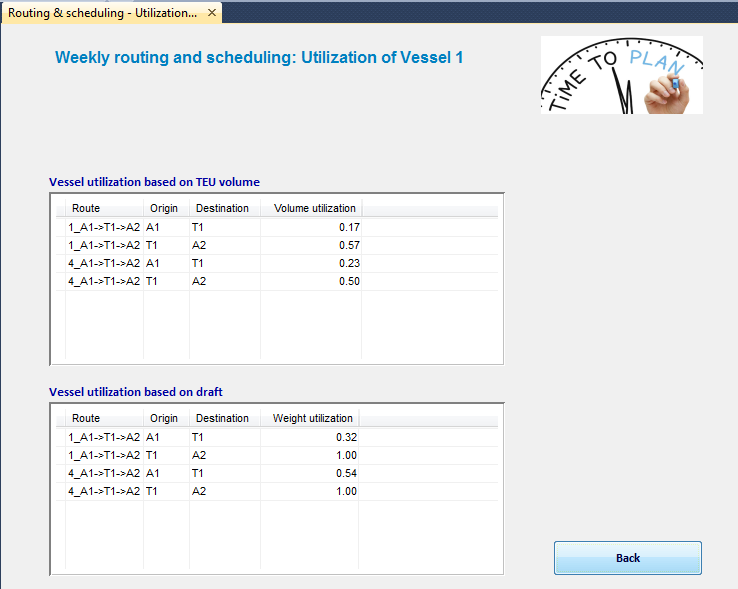 Routing & scheduling - Utilization... ×
Weekly routing and scheduling: Utilization of Vessel 1
TIME TO PLAN
Vessel utilization based on TEU volume
Route Origin Destination Volume utilization
1_A1->T1->A2 A1 T1 0.17
1_A1->T1->A2 T1 A2 0.57
4_A1->T1->A2 A1 T1 0.23
4_A1->T1->A2 T1 A2 0.50
Vessel utilization based on draft
Route Origin Destination Weight utilization
1_A1->T1->A2 A1 T1 0.32
1_A1->T1->A2 T1 A2 1.00
4_A1->T1->A2 A1 T1 0.54
4_A1->T1->A2 T1 A2 1.00
Back